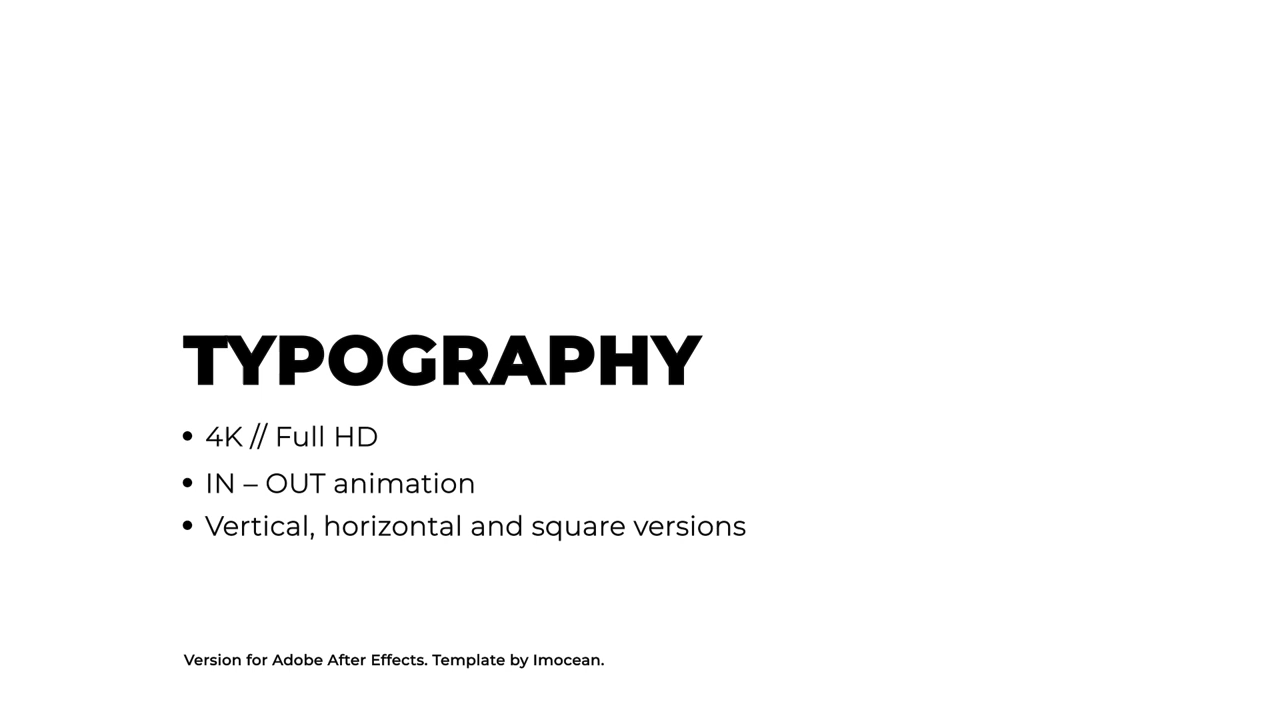 TYPOGRAPHY
• 4K // Full HD
• IN – OUT animation
• Vertical, horizontal and square versions
Version for Adobe After Effects. Template by Imocean.